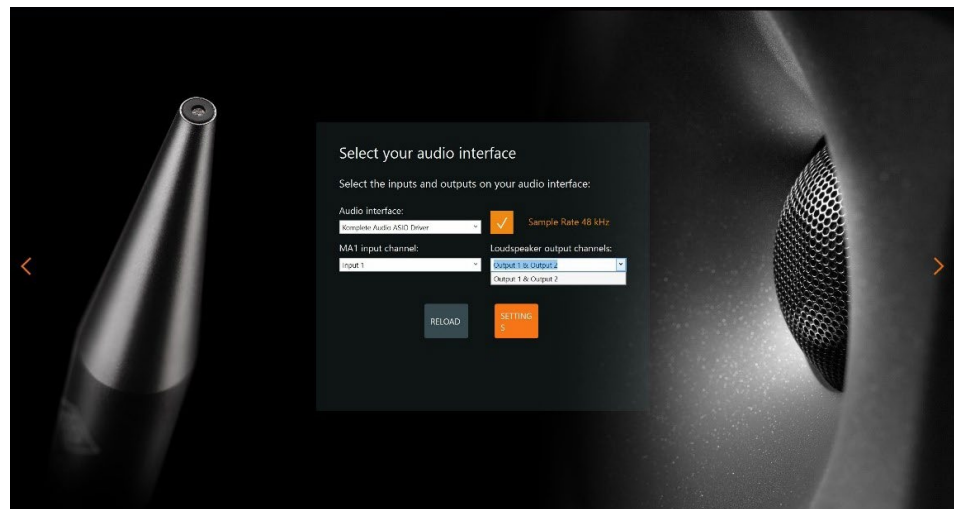 Select your audio interface
Select the inputs and outputs on your audio interface:
Audio interface:
Komplete Audio ASIO Driver
Sample Rate 48 kHz
MA1 input channel:
Input 1
Loudspeaker output channels:
Output 1 & Output 2
Output 1 & Output 2
RELOAD
SETTING
S